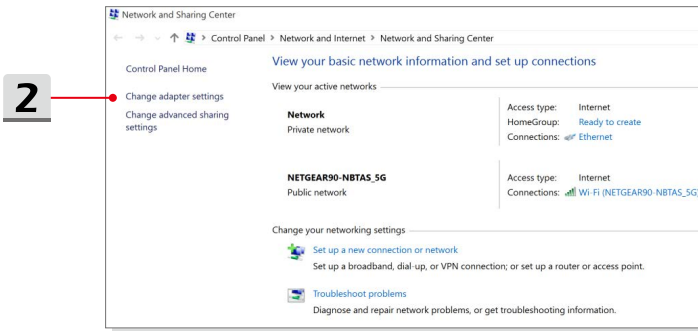 Network and Sharing Center
Control Panel > Network and Internet > Network and Sharing Center
Control Panel Home
2
Change adapter settings
Change advanced sharing
settings
View your basic network information and set up connections
View your active networks
Network
Private network
Access type: Internet
HomeGroup: Ready to create
Connections: Ethernet
NETGEAR90-NBTAS_5G
Public network
Access type: Internet
Connections: Wi-Fi (NETGEAR90-NBTAS_5G)
Change your networking settings
Set up a new connection or network
Set up a broadband, dial-up, or VPN connection; or set up a router or access point.
Troubleshoot problems
Diagnose and repair network problems, or get troubleshooting information.